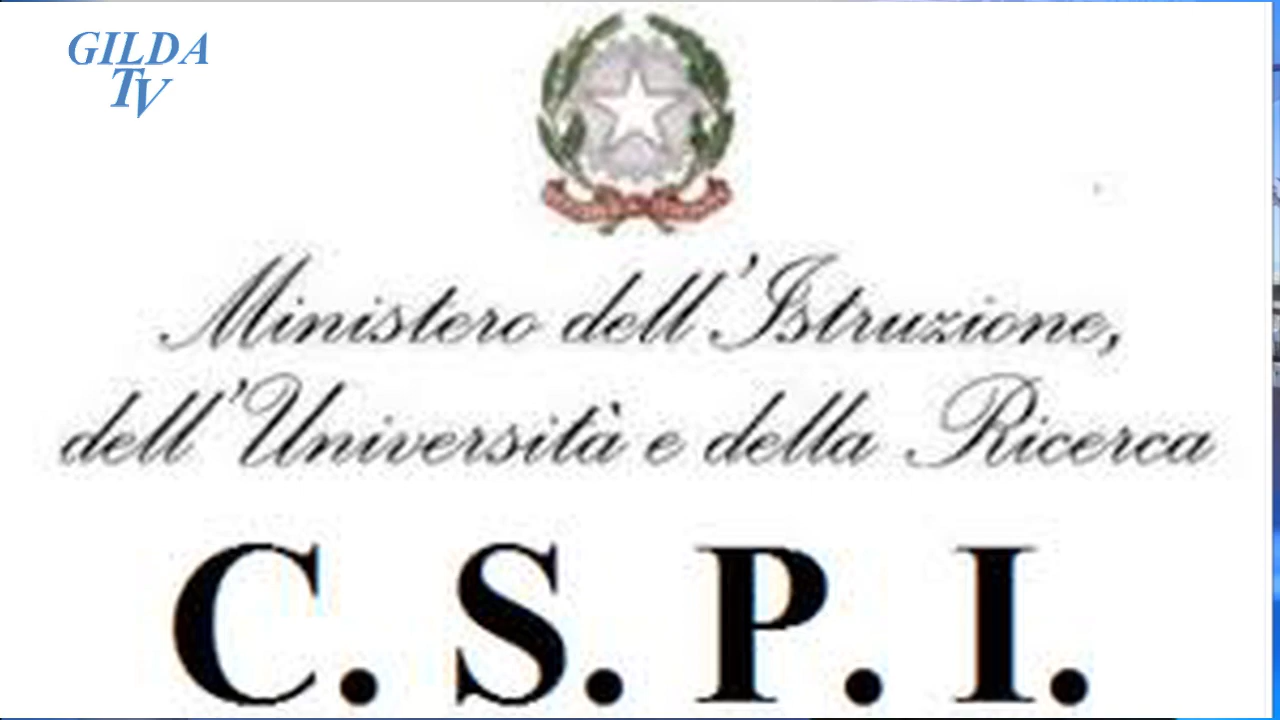 GILDA
TV
Ministero dell'Istruzione,
dell'Università e della Ricerca
C. S. P. I.